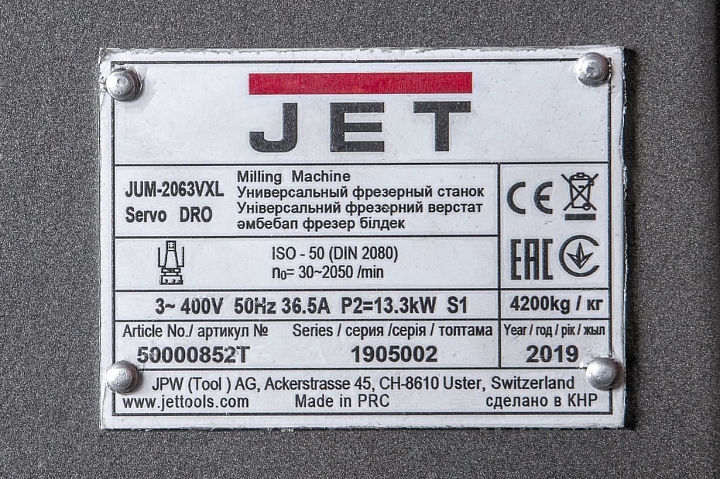 JET
JUM-2063VXL
Servo DRO
Milling Machine
Универсальный фрезерный станок
Універсальний фрезерний верстат
әмбебап фрезер білдек
CE
ISO - 50 (DIN 2080)
n₀= 30~2050 /min
EAC
3~ 400V 50Hz 36.5A P2=13.3kW S1
4200kg / кг
Article No./ артикул №
Series / серия /серія / топтама
Year / год / рік / жыл
50000852T
1905002
2019
JPW (Tool ) AG, Ackerstrasse 45, CH-8610 Uster, Switzerland
www.jettools.com Made in PRC сделано в КНР